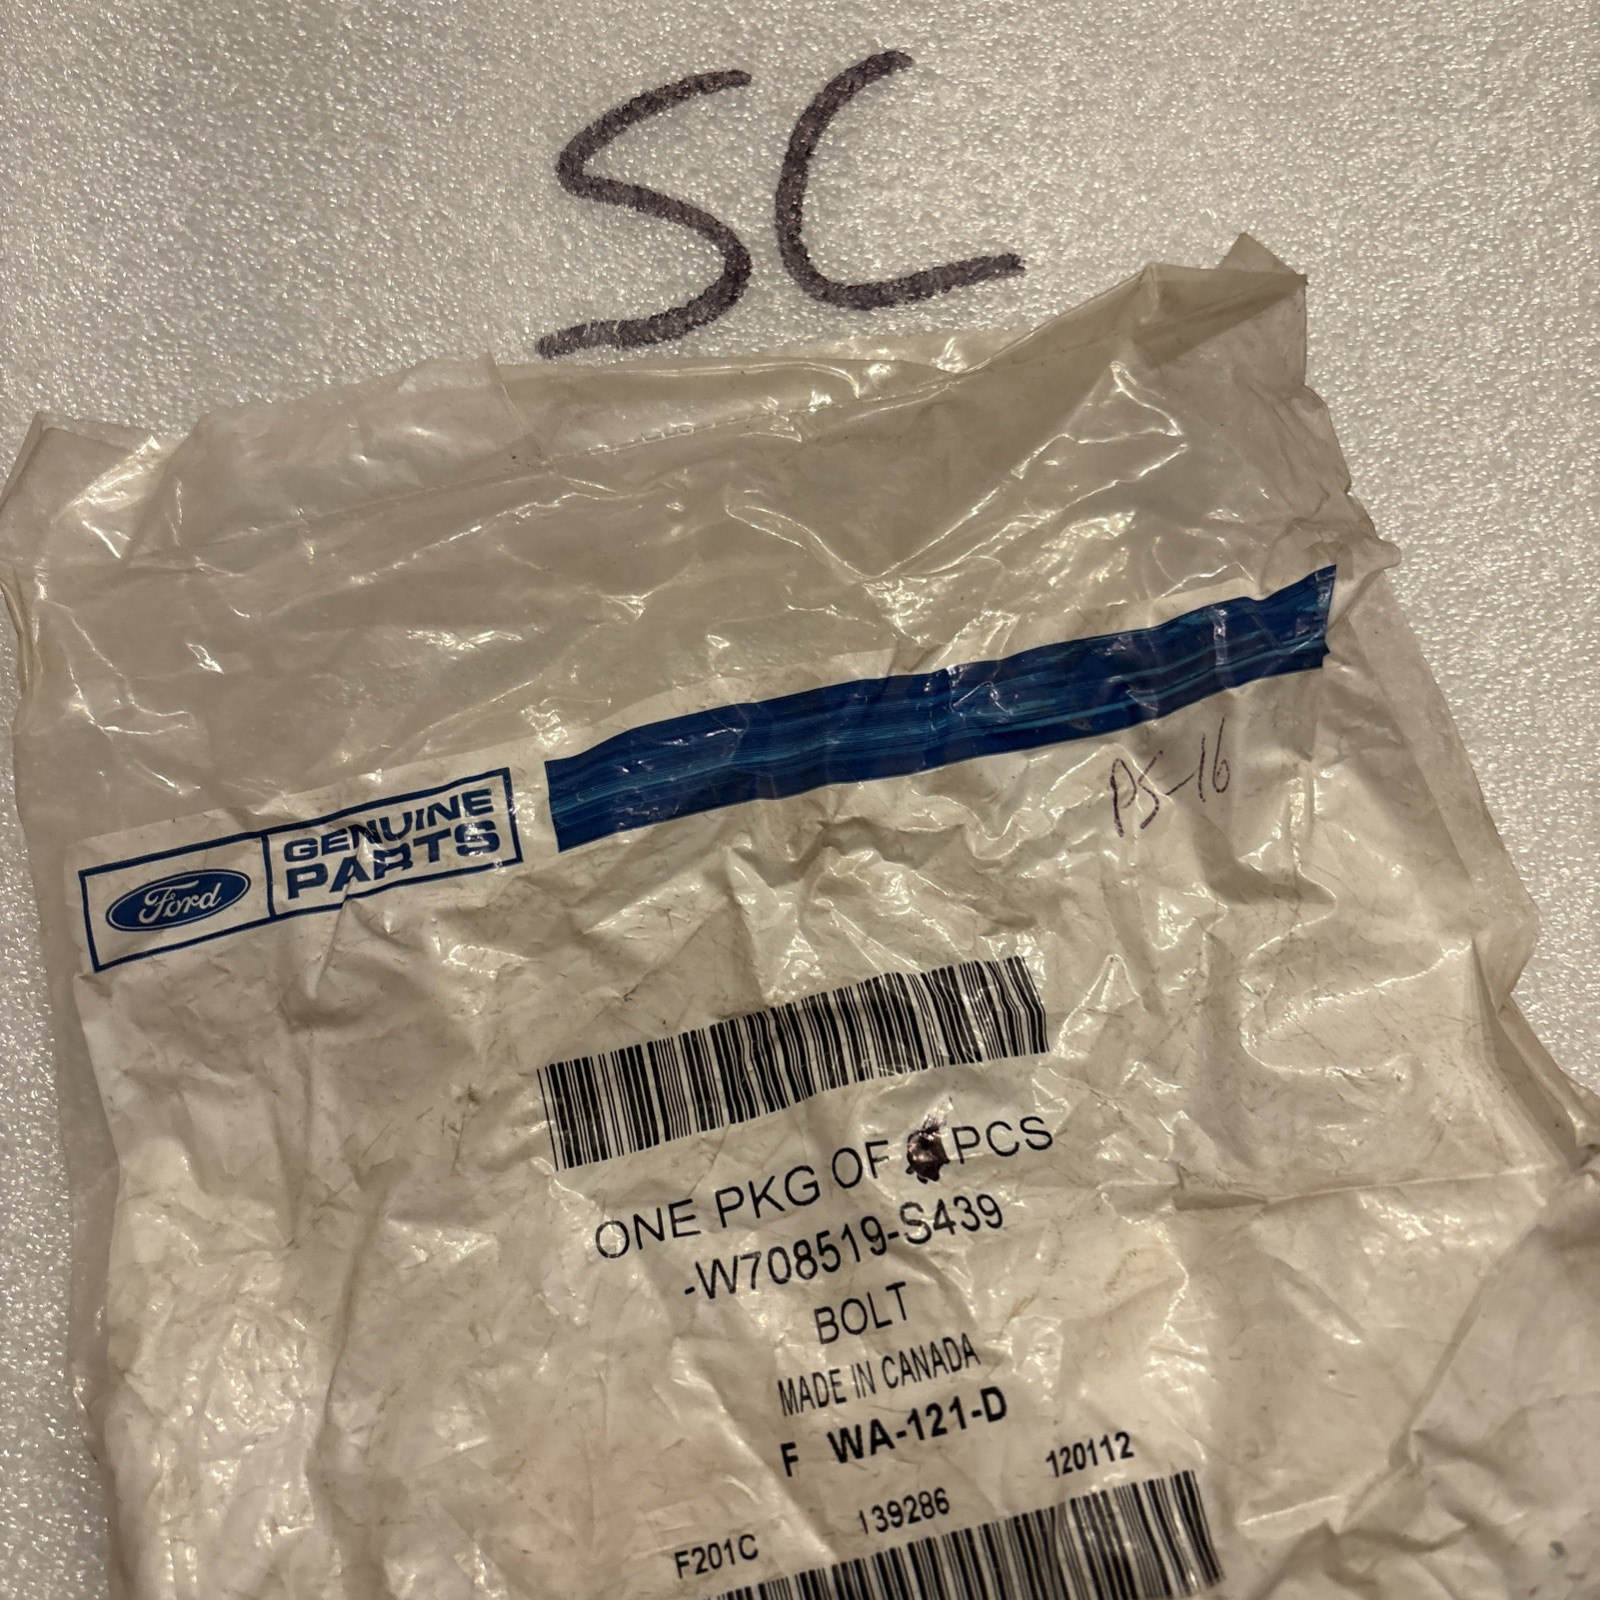 SC
PS-16
Ford GENUINE
PARTS
ONE PKG OF PCS
-W708519-S439
BOLT
MADE IN CANADA
F WA-121-D
120112
139286
F201C